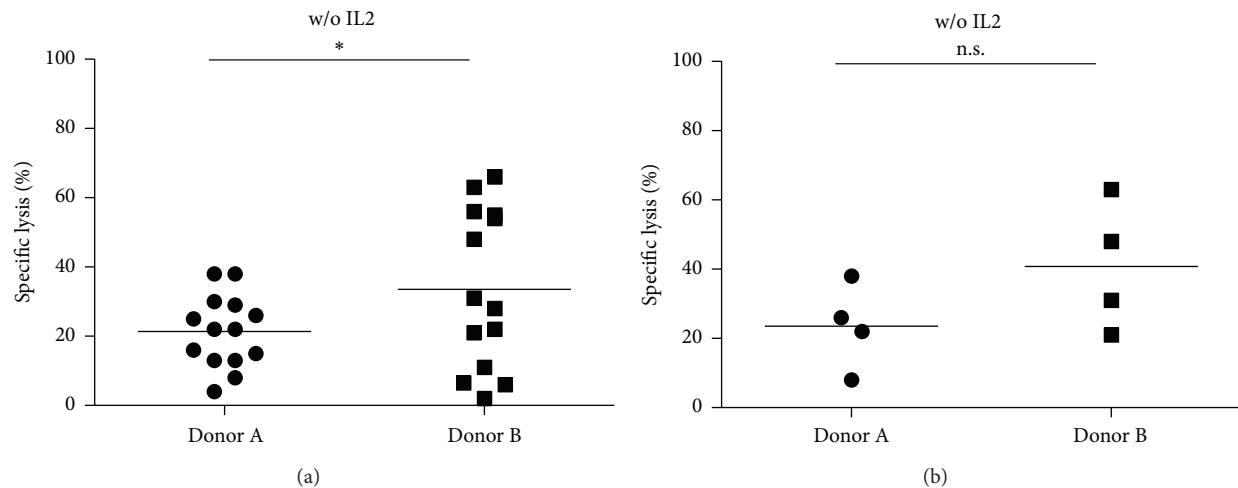 w/o IL2
*
100
80
60
40
20
0
Specific lysis (%)
Donor A
Donor B
(a)
w/o IL2
n.s.
100
80
60
40
20
0
Specific lysis (%)
Donor A
Donor B
(b)